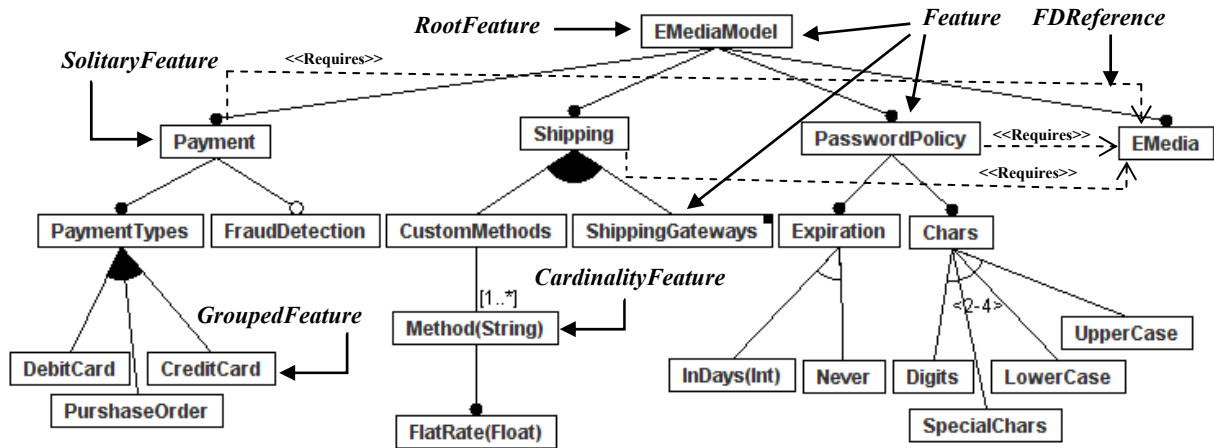 RootFeature
EMediaModel
Feature
FDReference
SolitaryFeature
<<Requires>>
Payment
Shipping
PasswordPolicy
<<Requires>>
EMedia
<<Requires>>
PaymentTypes
FraudDetection
CustomMethods
ShippingGateways
Expiration
Chars
CardinalityFeature
[1..*]
<2-4>
GroupedFeature
Method(String)
UpperCase
DebitCard
CreditCard
InDays(Int)
Never
Digits
LowerCase
PurshaseOrder
SpecialChars
FlatRate(Float)